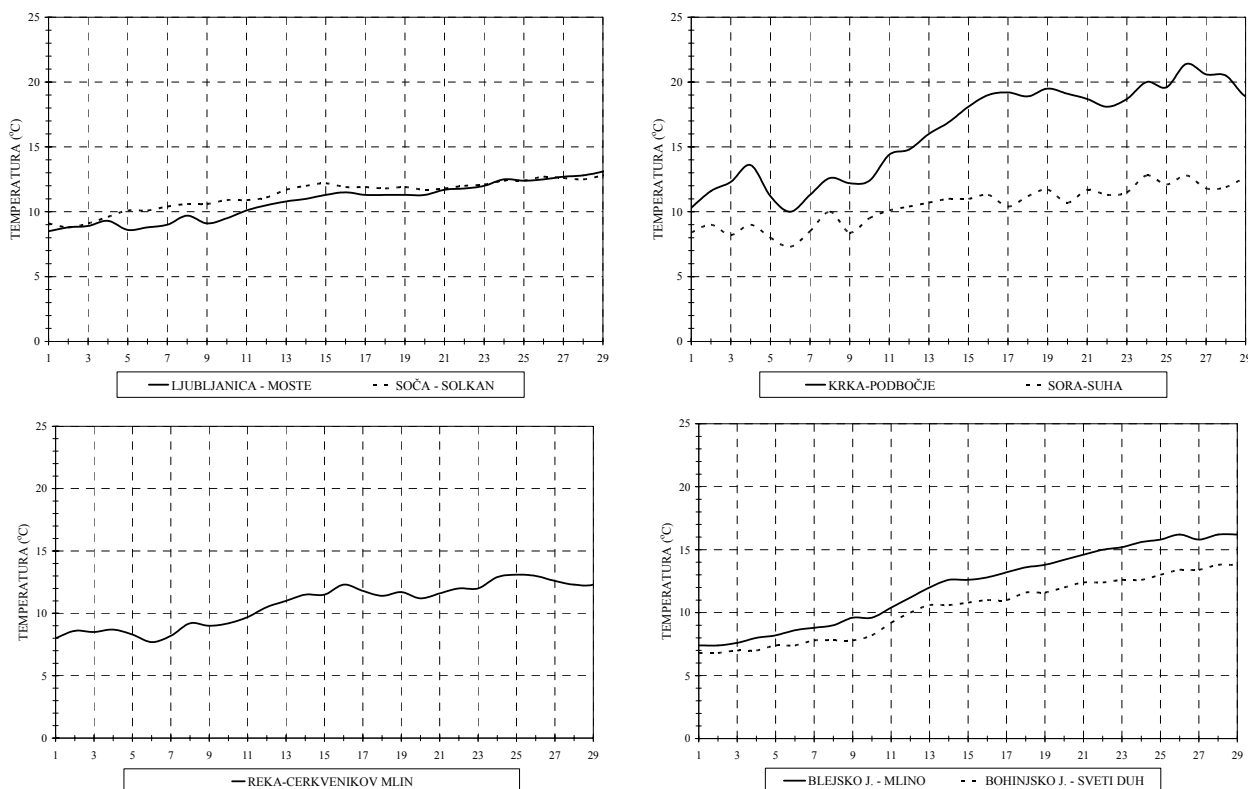 25
20
15
10
5
0
TEMPERATURA (°C)
1 3 5 7 9 11 13 15 17 19 21 23 25 27 29
LJUBLJANICA - MOSTE SOČA - SOLKAN
25
20
15
10
5
0
TEMPERATURA (°C)
1 3 5 7 9 11 13 15 17 19 21 23 25 27 29
KRKA-PODBOČJE SORA-SUHA
25
20
15
10
5
0
TEMPERATURA (°C)
1 3 5 7 9 11 13 15 17 19 21 23 25 27 29
REKA-CERKVENIKOV MLIN
25
20
15
10
5
0
TEMPERATURA (°C)
1 3 5 7 9 11 13 15 17 19 21 23 25 27 29
BLEJSKO J. - MLINO BOHINJSKO J. - SVETI DUH